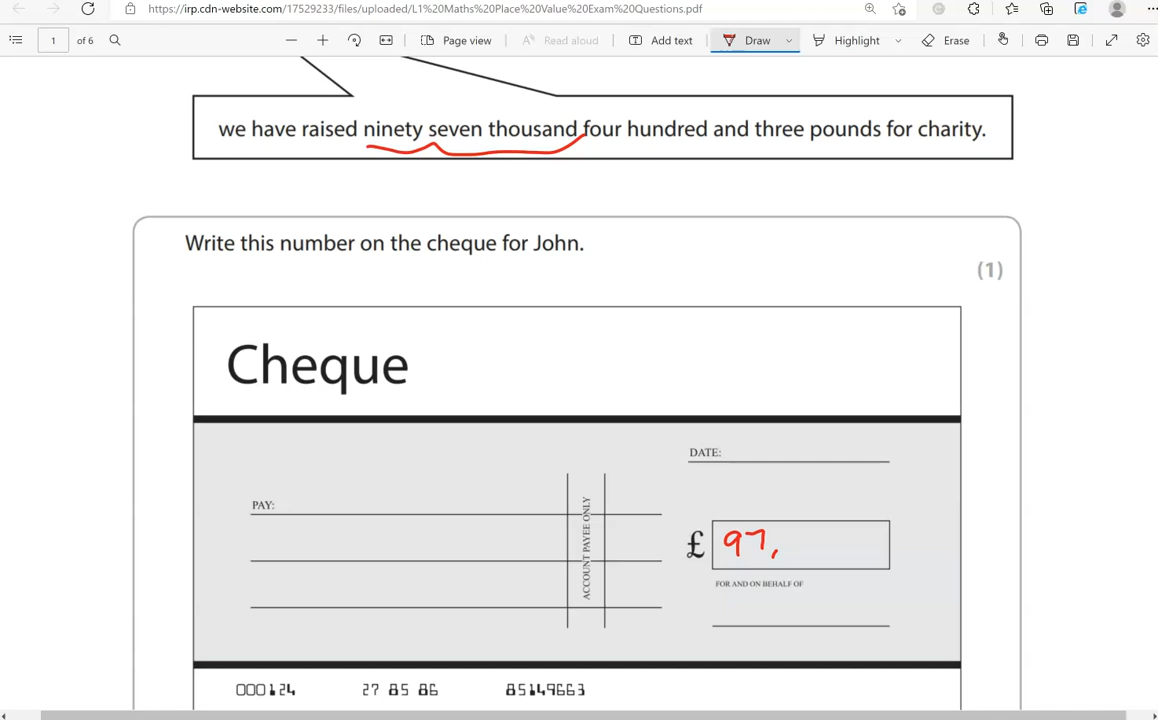 https://irp.cdn-website.com/17529233/files/uploaded/L1%20Maths%20Place%20Value%20Exam%20Questions.pdf
1 of 6 Page view Read aloud Add text Draw Highlight Erase
we have raised ninety seven thousand four hundred and three pounds for charity.
Write this number on the cheque for John.
(1)
Cheque
DATE:
PAY:
ACCOUNT PAYEE ONLY
£ 97,
FOR AND ON BEHALF OF
000124 27 85 86 85149663